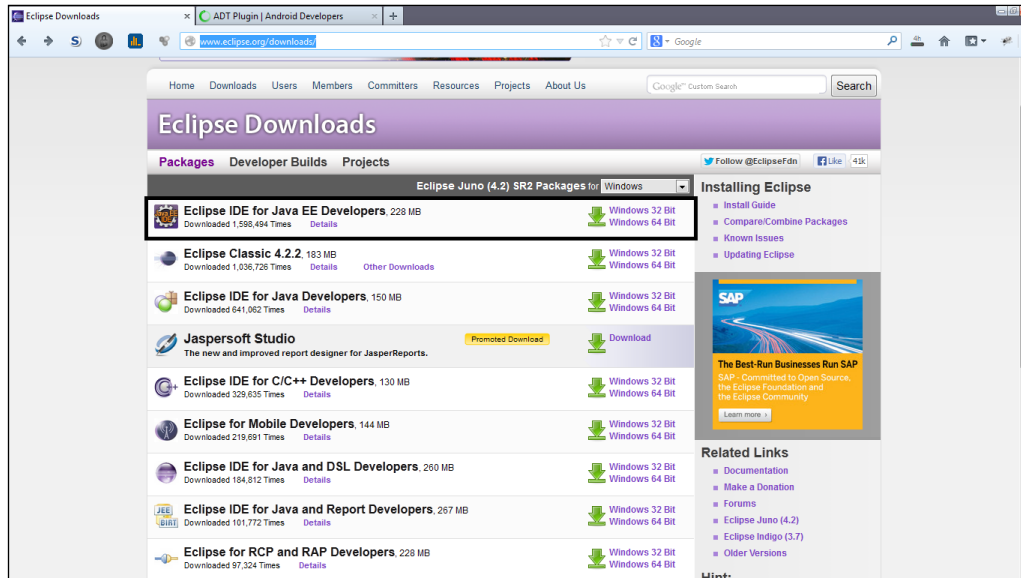 Eclipse Downloads
ADT Plugin | Android Developers
www.eclipse.org/downloads/
Google
Home Downloads Users Members Committers Resources Projects About Us
Google™ Custom Search
Search
Eclipse Downloads
Packages Developer Builds Projects
Follow @EclipseFdn
Like 41k
Eclipse Juno (4.2) SR2 Packages for Windows
Eclipse IDE for Java EE Developers, 228 MB
Downloaded 1,598,494 Times Details
Windows 32 Bit
Windows 64 Bit
Eclipse Classic 4.2.2, 183 MB
Downloaded 1,036,726 Times Details Other Downloads
Windows 32 Bit
Windows 64 Bit
Eclipse IDE for Java Developers, 150 MB
Downloaded 641,062 Times Details
Windows 32 Bit
Windows 64 Bit
Jaspersoft Studio
The new and improved report designer for JasperReports.
Promoted Download
Download
Eclipse IDE for C/C++ Developers, 130 MB
Downloaded 329,635 Times Details
Windows 32 Bit
Windows 64 Bit
Eclipse for Mobile Developers, 144 MB
Downloaded 219,691 Times Details
Windows 32 Bit
Windows 64 Bit
Eclipse IDE for Java and DSL Developers, 260 MB
Downloaded 184,812 Times Details
Windows 32 Bit
Windows 64 Bit
JEE
BIRT
Eclipse IDE for Java and Report Developers, 267 MB
Downloaded 101,772 Times Details
Windows 32 Bit
Windows 64 Bit
Eclipse for RCP and RAP Developers, 228 MB
Downloaded 97,324 Times Details
Windows 32 Bit
Windows 64 Bit
Installing Eclipse
Install Guide
Compare/Combine Packages
Known Issues
Updating Eclipse
SAP
The Best-Run Businesses Run SAP
SAP - Committed to Open Source,
the Eclipse Foundation and
the Eclipse Community
Learn more ›
Related Links
Documentation
Make a Donation
Forums
Eclipse Juno (4.2)
Eclipse Indigo (3.7)
Older Versions
Hint: